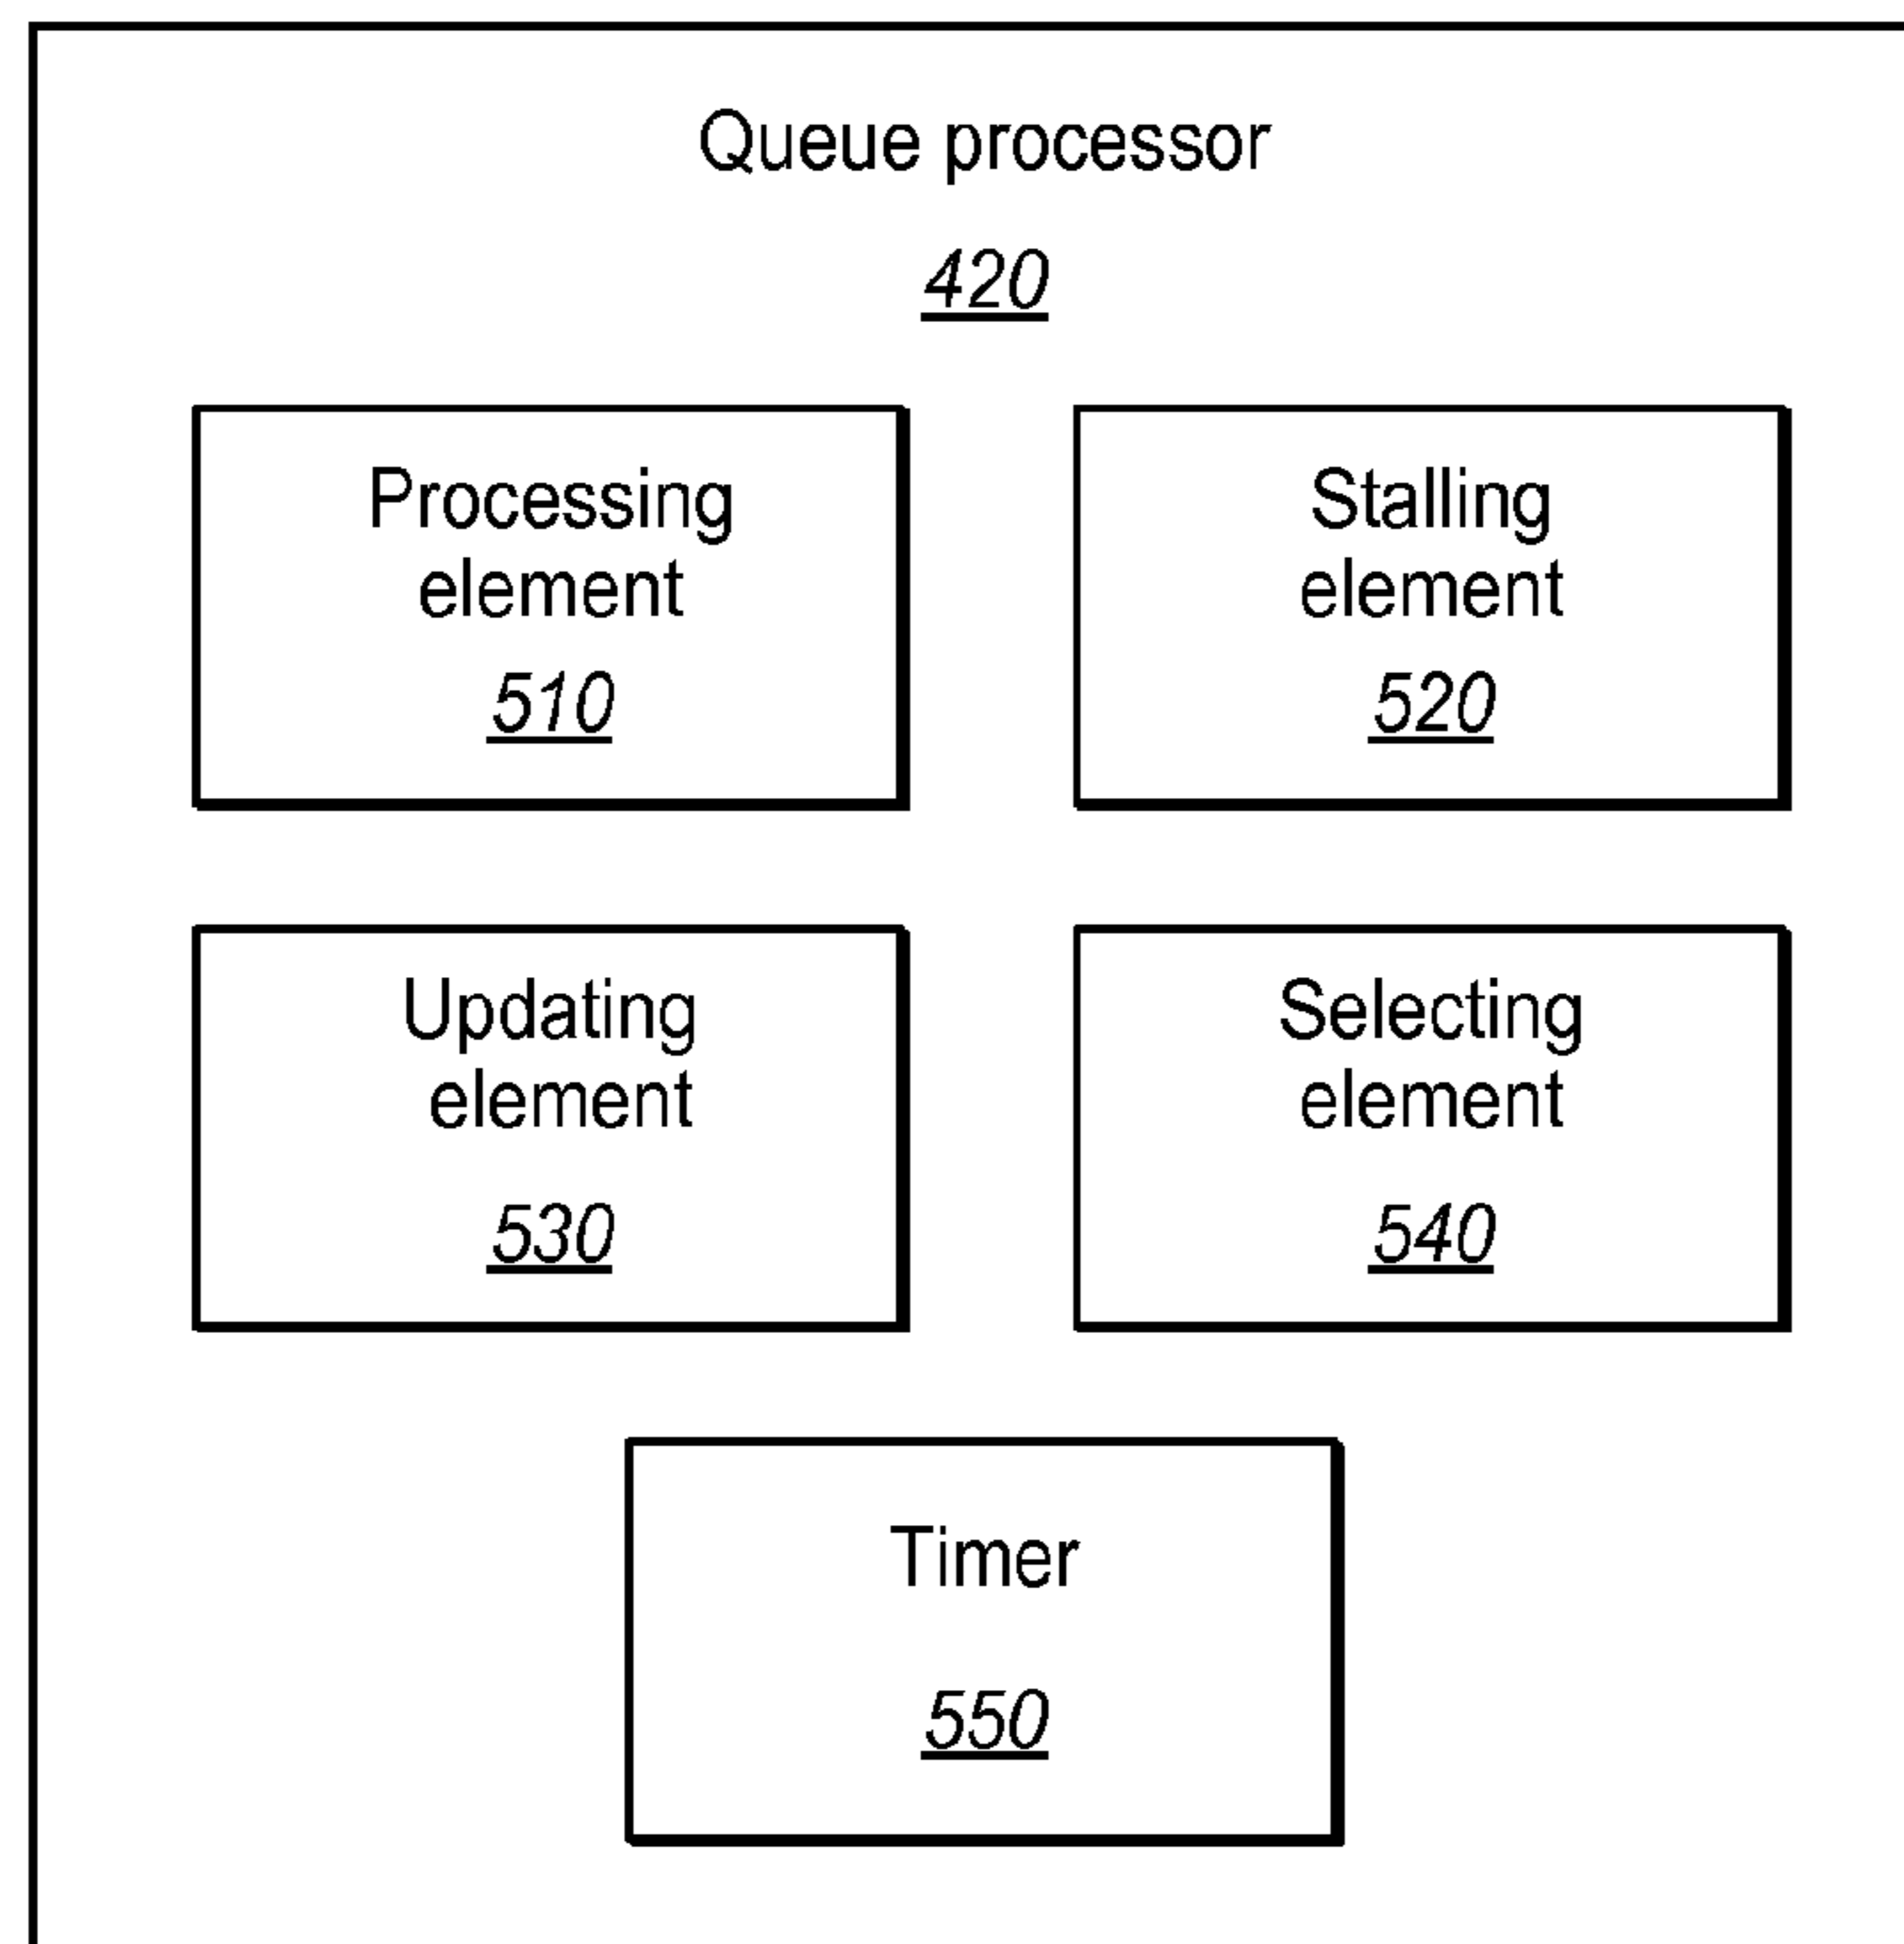 Queue processor
420
Processing
element
510
Stalling
element
520
Updating
element
530
Selecting
element
540
Timer
550